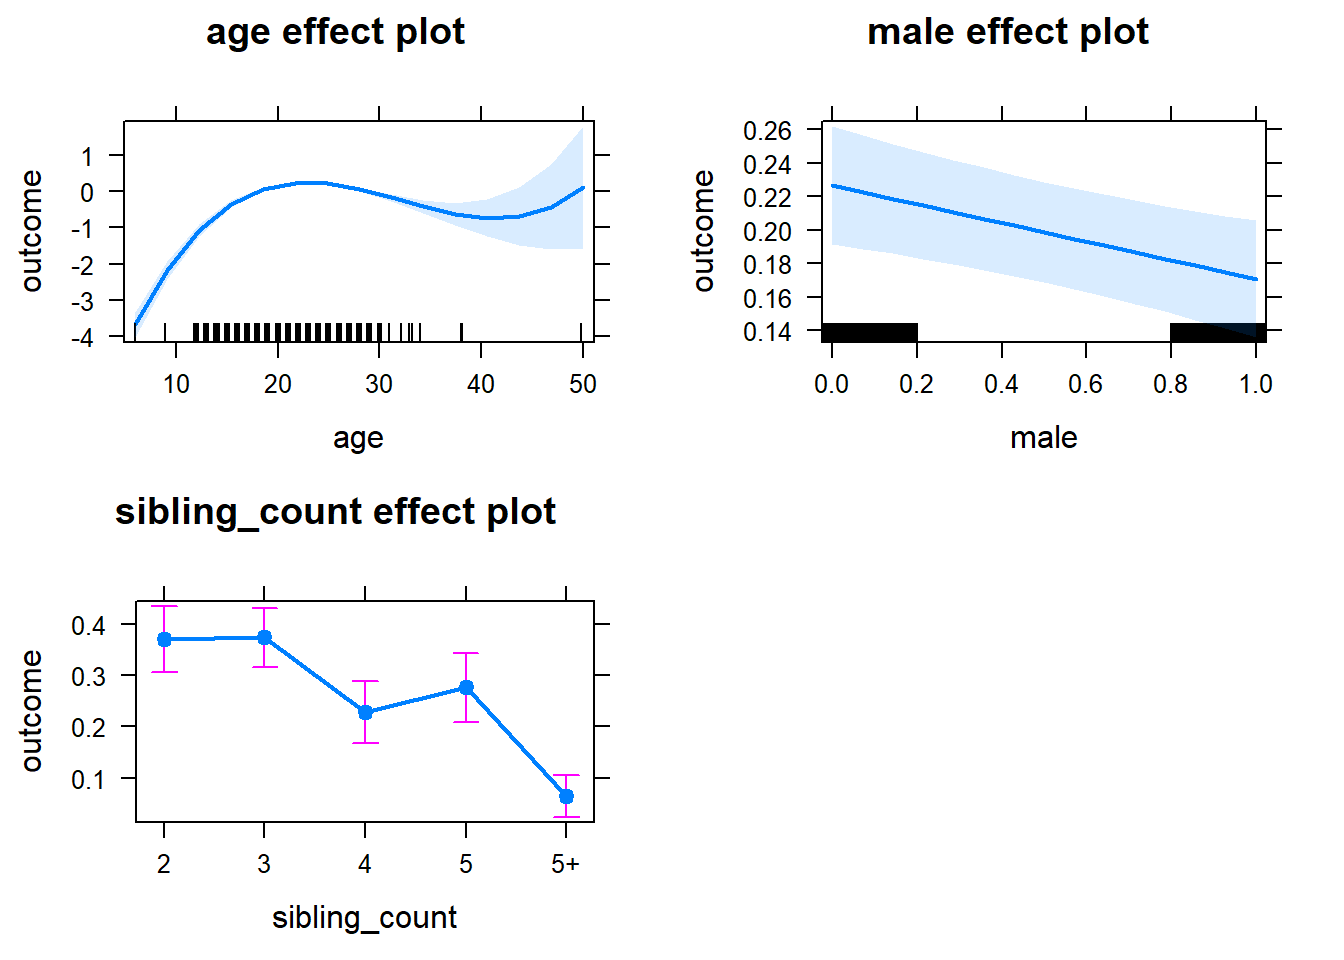 age effect plot
outcome
1
0
-1
-2
-3
-4
10 20 30 40 50
age
male effect plot
outcome
0.26
0.24
0.22
0.20
0.18
0.16
0.14
0.0 0.2 0.4 0.6 0.8 1.0
male
sibling_count effect plot
outcome
0.4
0.3
0.2
0.1
2 3 4 5 5+
sibling_count